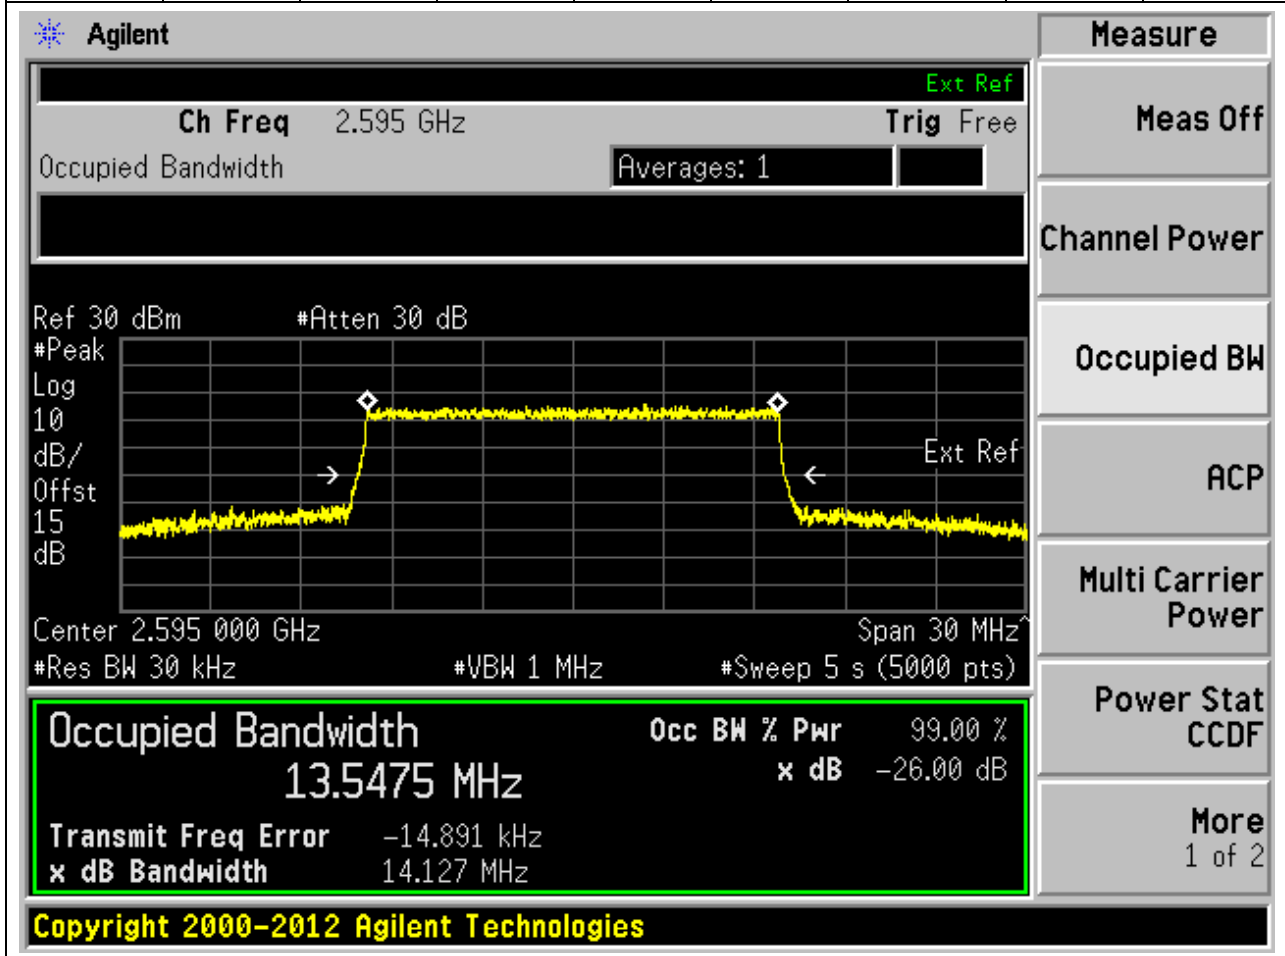 Agilent
Measure
Ext Ref
Ch Freq 2.595 GHz Trig Free
Meas Off
Occupied Bandwidth Averages: 1
Channel Power
Ref 30 dBm #Atten 30 dB
#Peak
Log
10
dB/
Offst
15
dB
Ext Ref
Occupied BW
ACP
Center 2.595 000 GHz Span 30 MHz^
#Res BW 30 kHz #VBW 1 MHz #Sweep 5 s (5000 pts)
Multi Carrier
Power
Occupied Bandwidth Occ BW % Pwr 99.00 %
13.5475 MHz x dB -26.00 dB
Transmit Freq Error -14.891 kHz
x dB Bandwidth 14.127 MHz
Power Stat
CCDF
More
1 of 2
Copyright 2000-2012 Agilent Technologies